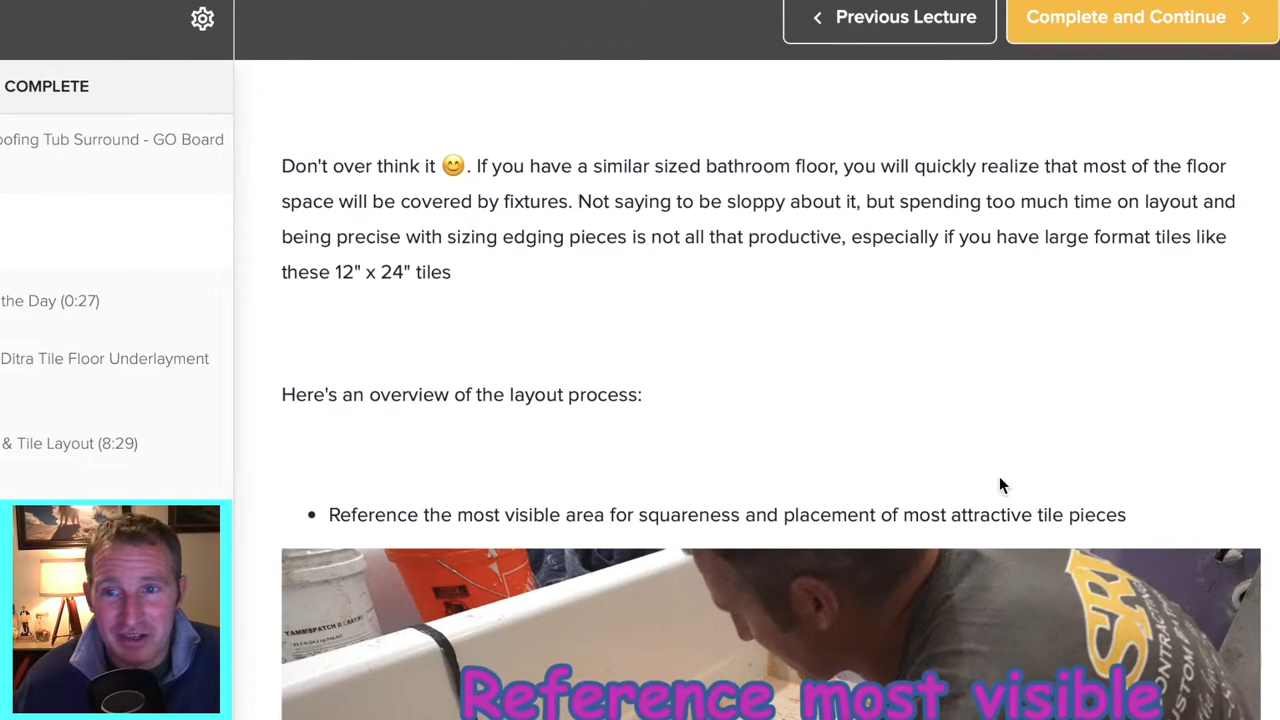 Previous Lecture
Complete and Continue
COMPLETE
oofing Tub Surround - GO Board
the Day (0:27)
Ditra Tile Floor Underlayment
& Tile Layout (8:29)
Don't over think it 😊. If you have a similar sized bathroom floor, you will quickly realize that most of the floor
space will be covered by fixtures. Not saying to be sloppy about it, but spending too much time on layout and
being precise with sizing edging pieces is not all that productive, especially if you have large format tiles like
these 12" x 24" tiles
Here's an overview of the layout process:
• Reference the most visible area for squareness and placement of most attractive tile pieces
TAMMSPATCH II
CONTRACTING
CUSTOM
Reference most visible